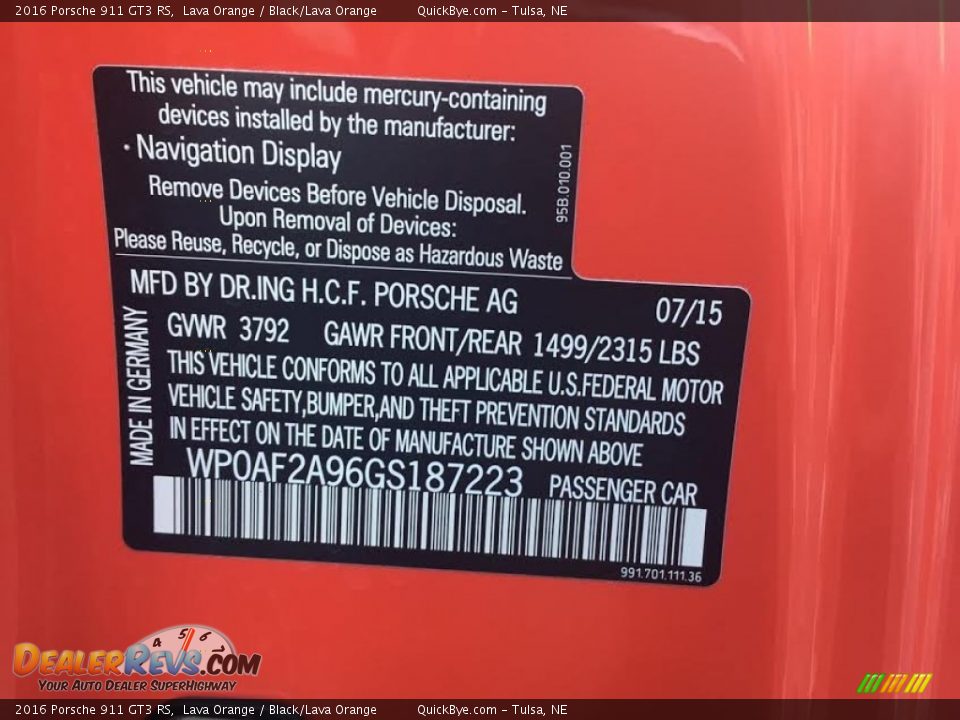 2016 Porsche 911 GT3 RS, Lava Orange / Black/Lava Orange QuickBye.com - Tulsa, NE
This vehicle may include mercury-containing
devices installed by the manufacturer:
· Navigation Display
Remove Devices Before Vehicle Disposal.
Upon Removal of Devices:
Please Reuse, Recycle, or Dispose as Hazardous Waste
95B.010.001
MFD BY DR.ING H.C.F. PORSCHE AG 07/15
GVWR 3792 GAWR FRONT/REAR 1499/2315 LBS
THIS VEHICLE CONFORMS TO ALL APPLICABLE U.S.FEDERAL MOTOR
VEHICLE SAFETY,BUMPER,AND THEFT PREVENTION STANDARDS
IN EFFECT ON THE DATE OF MANUFACTURE SHOWN ABOVE
MADE IN GERMANY
WP0AF2A96GS187223 PASSENGER CAR
991.701.111.36
4 5 6
DEALERREVS.COM
YOUR AUTO DEALER SUPERHIGHWAY
2016 Porsche 911 GT3 RS, Lava Orange / Black/Lava Orange QuickBye.com - Tulsa, NE